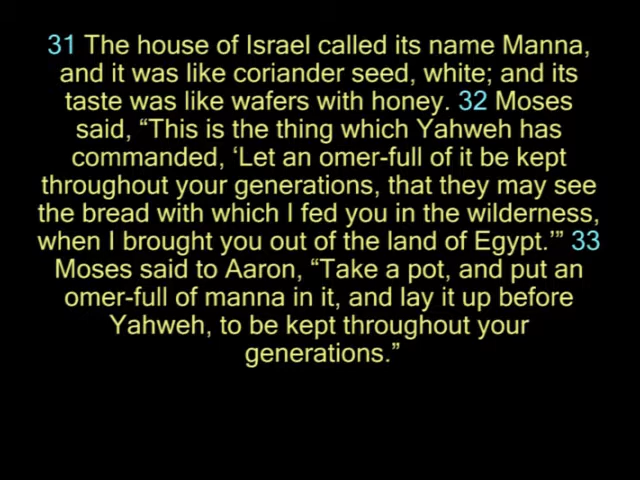 31 The house of Israel called its name Manna,
and it was like coriander seed, white; and its
taste was like wafers with honey. 32 Moses
said, “This is the thing which Yahweh has
commanded, ‘Let an omer-full of it be kept
throughout your generations, that they may see
the bread with which I fed you in the wilderness,
when I brought you out of the land of Egypt.’” 33
Moses said to Aaron, “Take a pot, and put an
omer-full of manna in it, and lay it up before
Yahweh, to be kept throughout your
generations.”